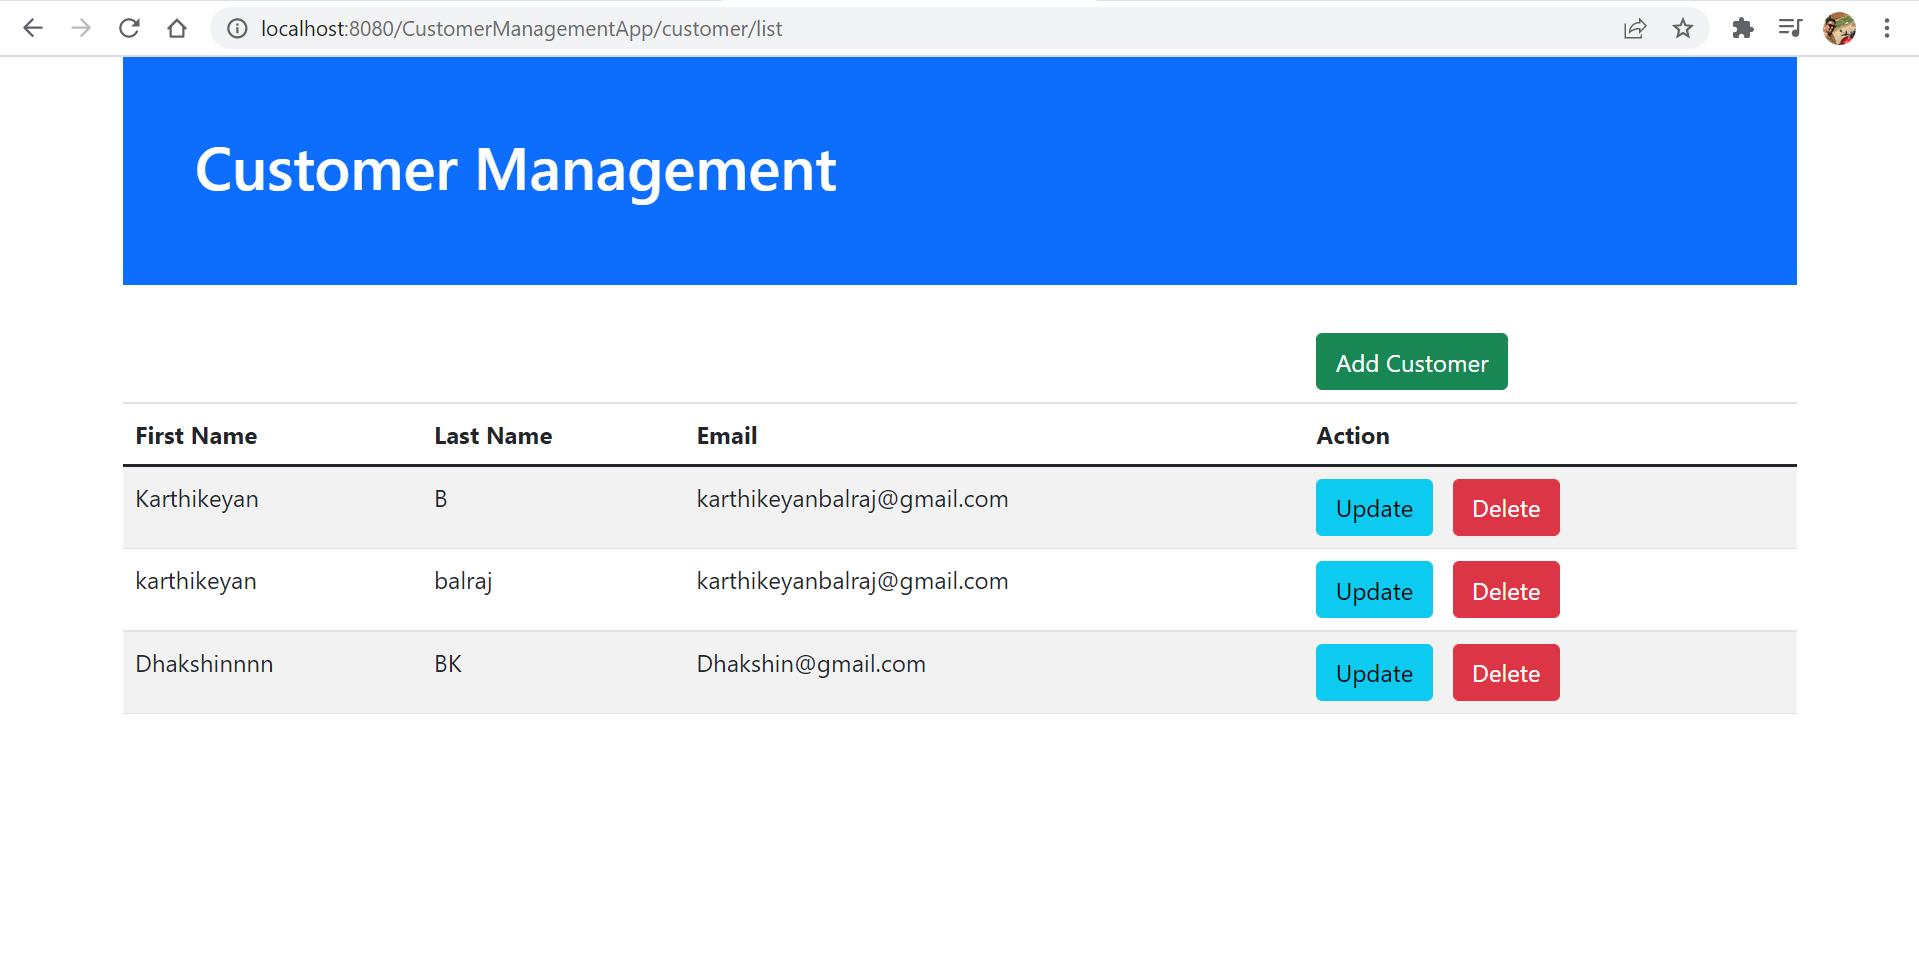 localhost:8080/CustomerManagementApp/customer/list
Customer Management
Add Customer
First Name Last Name Email Action
Karthikeyan B karthikeyanbalraj@gmail.com Update Delete
karthikeyan balraj karthikeyanbalraj@gmail.com Update Delete
Dhakshinnnn BK Dhakshin@gmail.com Update Delete